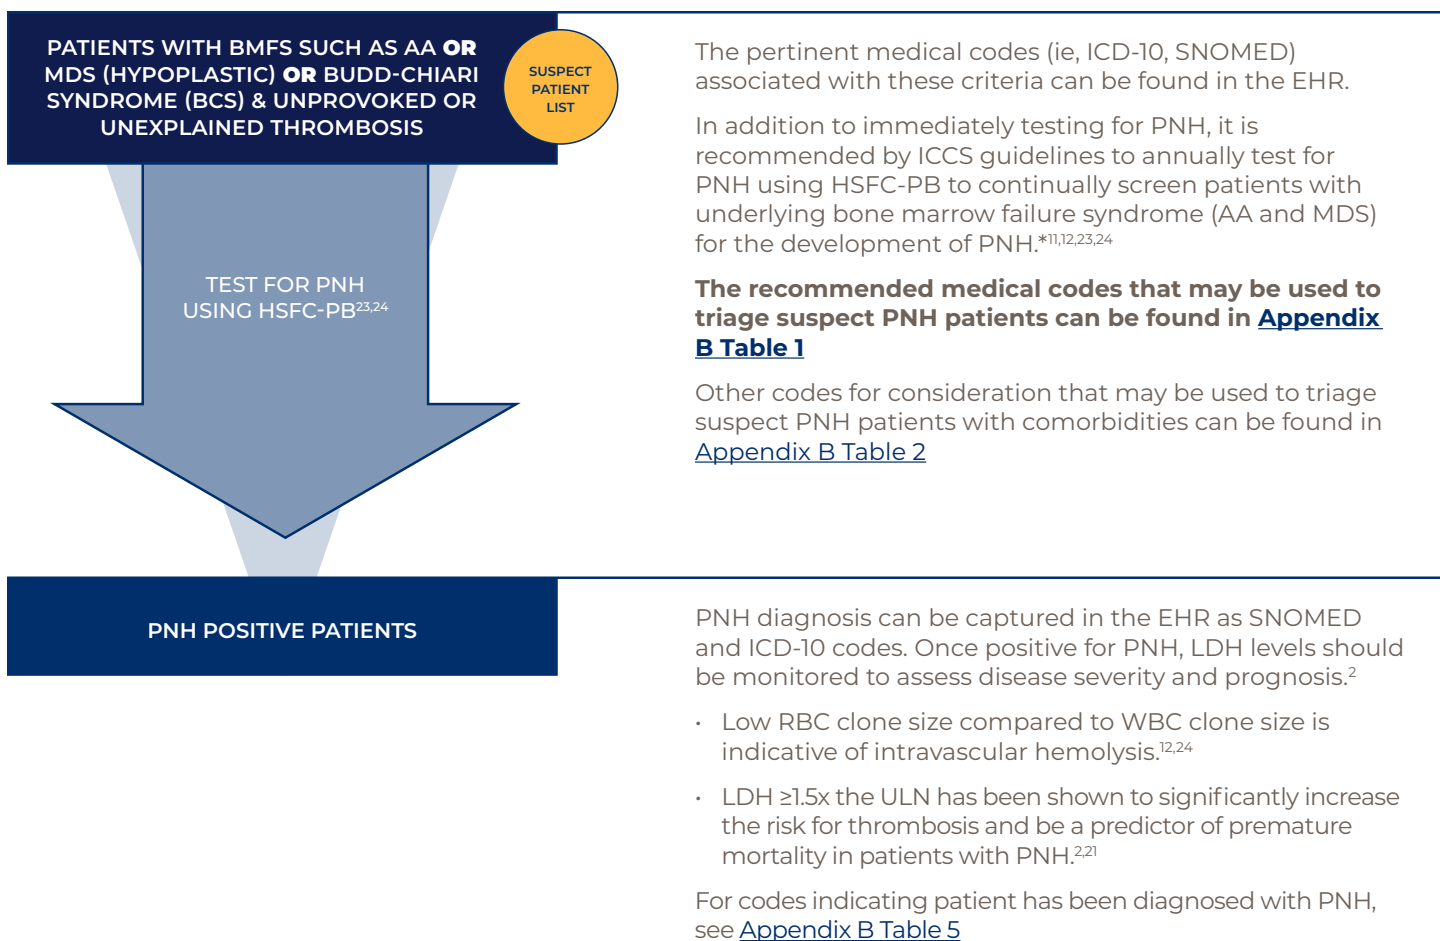 PATIENTS WITH BMFS SUCH AS AA OR
MDS (HYPOPLASTIC) OR BUDD-CHIARI
SYNDROME (BCS) & UNPROVOKED OR
UNEXPLAINED THROMBOSIS
SUSPECT
PATIENT
LIST
The pertinent medical codes (ie, ICD-10, SNOMED)
associated with these criteria can be found in the EHR.
In addition to immediately testing for PNH, it is
recommended by ICCS guidelines to annually test for
PNH using HSFC-PB to continually screen patients with
underlying bone marrow failure syndrome (AA and MDS)
for the development of PNH.*11,12,23,24
The recommended medical codes that may be used to
triage suspect PNH patients can be found in Appendix
B Table 1
Other codes for consideration that may be used to triage
suspect PNH patients with comorbidities can be found in
Appendix B Table 2
TEST FOR PNH
USING HSFC-PB23,24
PNH POSITIVE PATIENTS
PNH diagnosis can be captured in the EHR as SNOMED
and ICD-10 codes. Once positive for PNH, LDH levels should
be monitored to assess disease severity and prognosis.2
• Low RBC clone size compared to WBC clone size is
indicative of intravascular hemolysis.12,24
• LDH ≥1.5x the ULN has been shown to significantly increase
the risk for thrombosis and be a predictor of premature
mortality in patients with PNH.2,21
For codes indicating patient has been diagnosed with PNH,
see Appendix B Table 5